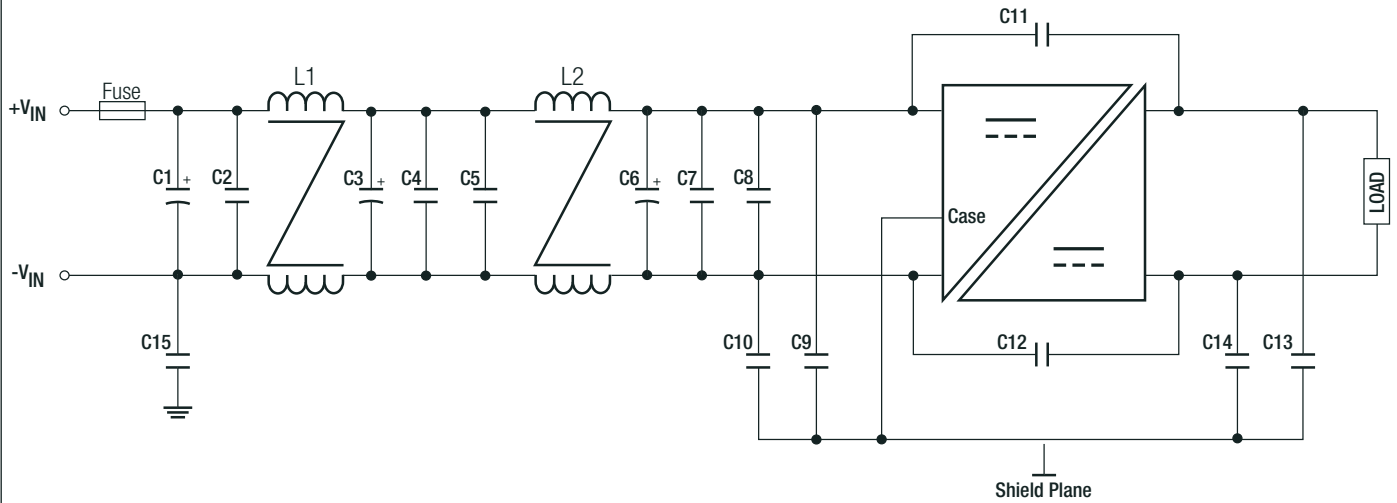 C11
Fuse
L1
L2
+VIN
C1 +
C2
C3 +
C4
C5
C6 +
C7
C8
Case
LOAD
-VIN
C15
C10
C9
C12
C14
C13
Shield Plane